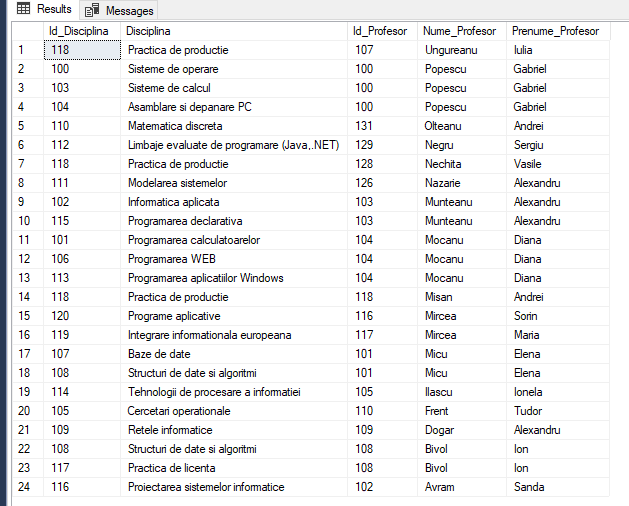 Results Messages
Id_Disciplina Disciplina Id_Profesor Nume_Profesor Prenume_Profesor
1 118 Practica de productie 107 Ungureanu Iulia
2 100 Sisteme de operare 100 Popescu Gabriel
3 103 Sisteme de calcul 100 Popescu Gabriel
4 104 Asamblare si depanare PC 100 Popescu Gabriel
5 110 Matematica discreta 131 Olteanu Andrei
6 112 Limbaje evaluate de programare (Java,.NET) 129 Negru Sergiu
7 118 Practica de productie 128 Nechita Vasile
8 111 Modelarea sistemelor 126 Nazarie Alexandru
9 102 Informatica aplicata 103 Munteanu Alexandru
10 115 Programarea declarativa 103 Munteanu Alexandru
11 101 Programarea calculatoarelor 104 Mocanu Diana
12 106 Programarea WEB 104 Mocanu Diana
13 113 Programarea aplicatiilor Windows 104 Mocanu Diana
14 118 Practica de productie 118 Misan Andrei
15 120 Programe aplicative 116 Mircea Sorin
16 119 Integrare informationala europeana 117 Mircea Maria
17 107 Baze de date 101 Micu Elena
18 108 Structuri de date si algoritmi 101 Micu Elena
19 114 Tehnologii de procesare a informatiei 105 Ilascu Ionela
20 105 Cercetari operationale 110 Frent Tudor
21 109 Retele informatice 109 Dogar Alexandru
22 108 Structuri de date si algoritmi 108 Bivol Ion
23 117 Practica de licenta 108 Bivol Ion
24 116 Proiectarea sistemelor informatice 102 Avram Sanda